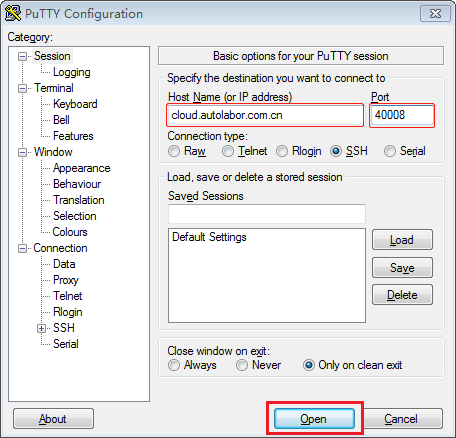 PuTTY Configuration
Category:
Session
Logging
Terminal
Keyboard
Bell
Features
Window
Appearance
Behaviour
Translation
Selection
Colours
Connection
Data
Proxy
Telnet
Rlogin
SSH
Serial
Basic options for your PuTTY session
Specify the destination you want to connect to
Host Name (or IP address) Port
cloud.autolabor.com.cn 40008
Connection type:
Raw Telnet Rlogin SSH Serial
Load, save or delete a stored session
Saved Sessions
Default Settings
Load
Save
Delete
Close window on exit:
Always Never Only on clean exit
About Open Cancel